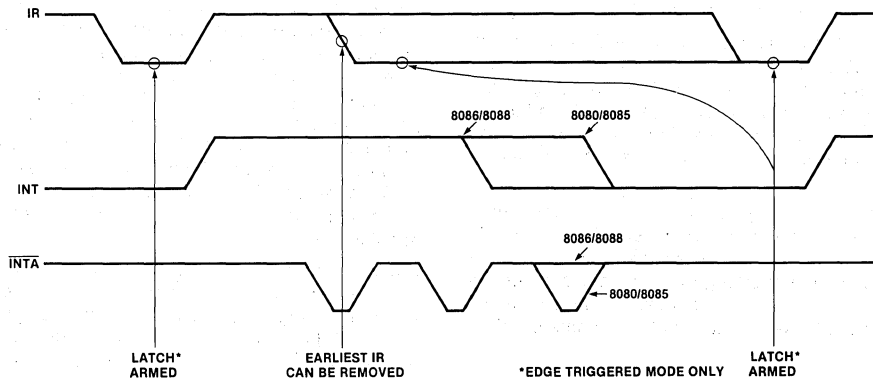 IR
8086/8088
8080/8085
INT
8086/8088
INTA
8080/8085
LATCH*
ARMED
EARLIEST IR
CAN BE REMOVED
*EDGE TRIGGERED MODE ONLY
LATCH*
ARMED